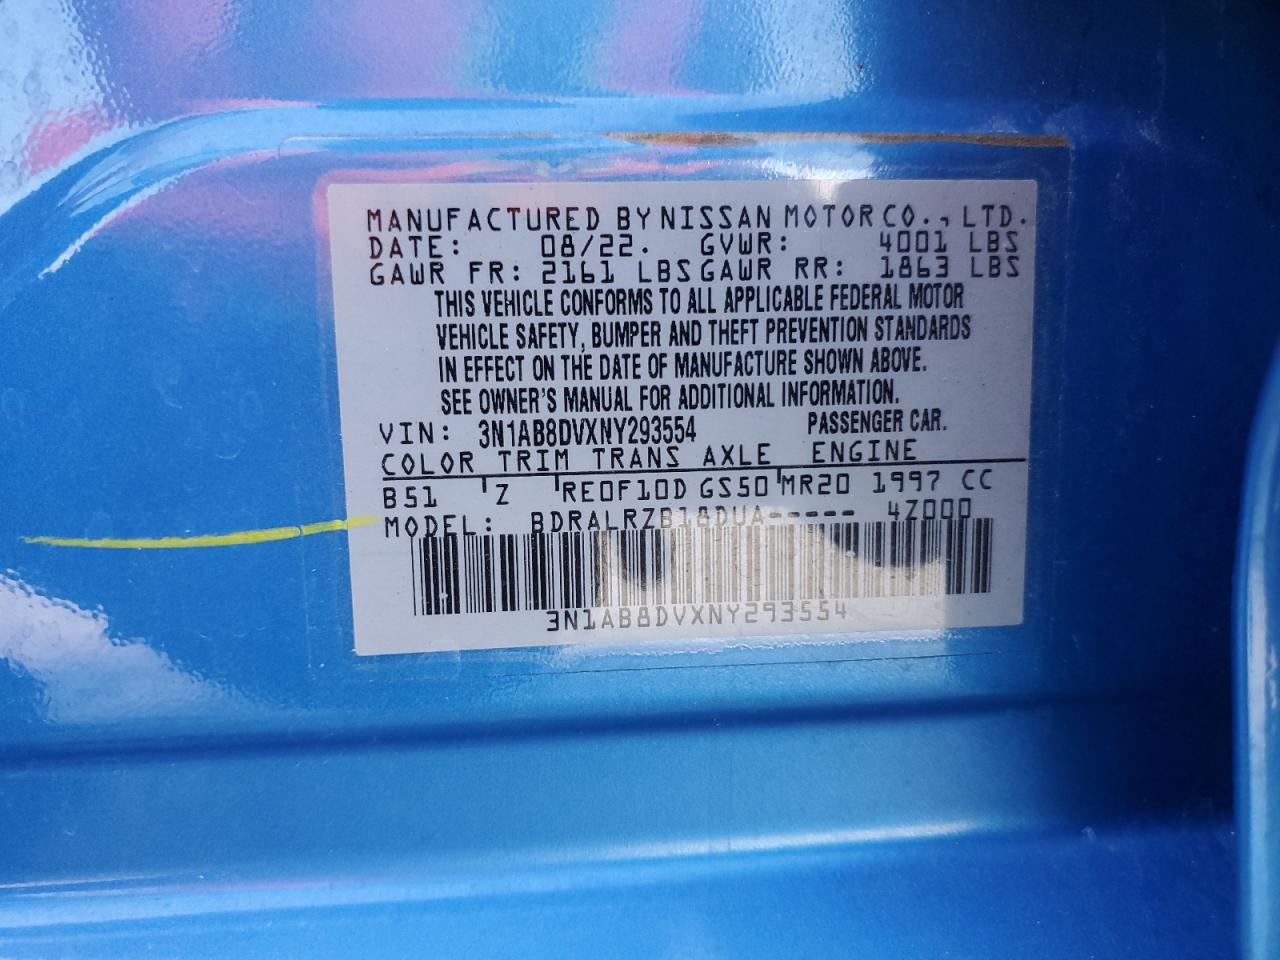 MANUFACTURED BY NISSAN MOTOR CO., LTD.
DATE: 08/22. GVWR: 4001 LBS
GAWR FR: 2161 LBS GAWR RR: 1863 LBS
THIS VEHICLE CONFORMS TO ALL APPLICABLE FEDERAL MOTOR
VEHICLE SAFETY, BUMPER AND THEFT PREVENTION STANDARDS
IN EFFECT ON THE DATE OF MANUFACTURE SHOWN ABOVE.
SEE OWNER'S MANUAL FOR ADDITIONAL INFORMATION.
VIN: 3N1AB8DVXNY293554 PASSENGER CAR.
COLOR TRIM TRANS AXLE ENGINE
B51 Z RE0F10D GS50 MR20 1997 CC
MODEL: BDRALRZB18DUA----- 4Z000
3N1AB8DVXNY293554